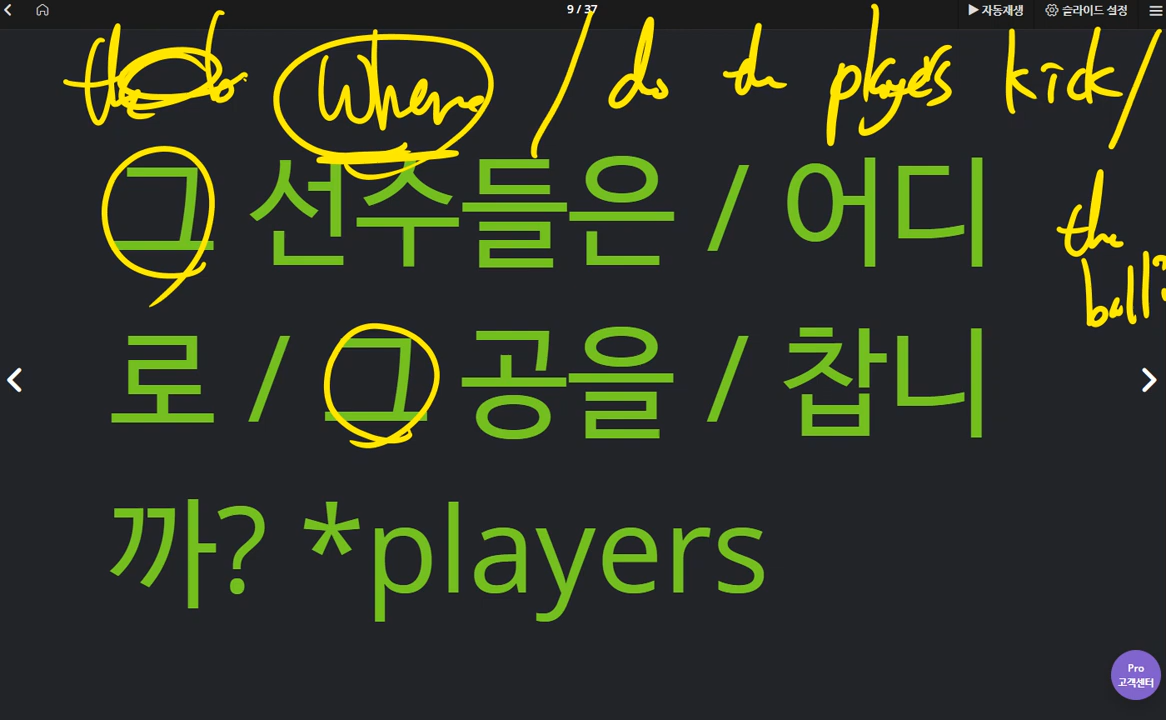 9 / 37
자동재생
슬라이드 설정
Where / do the players kick /
the
ball?
그 선수들은 / 어디
로 / 그 공을 / 찹니
까? *players
Pro
고객센터